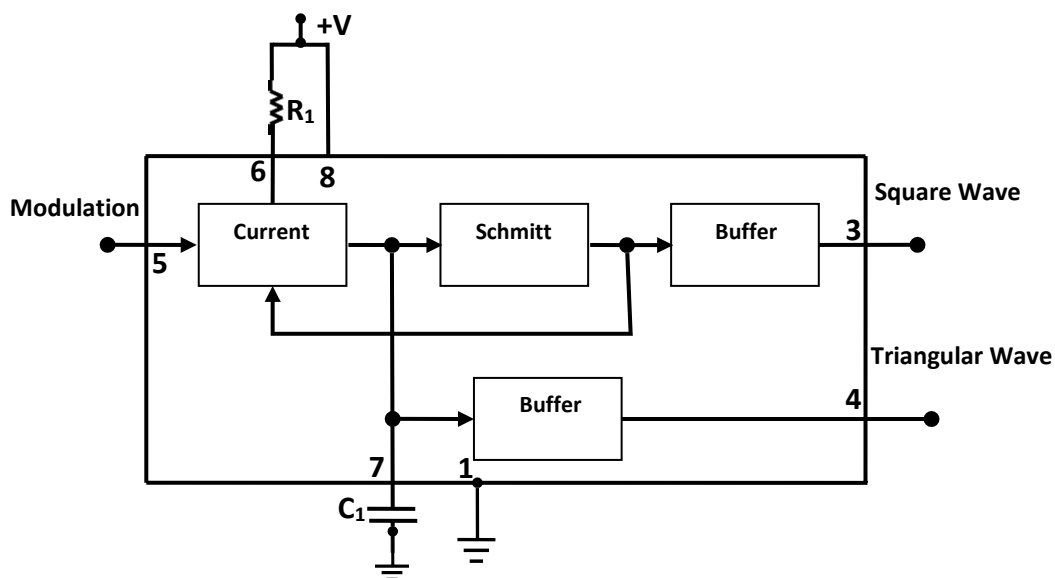 +V
R₁
6
8
Modulation
Square Wave
Current
Schmitt
Buffer
3
5
Triangular Wave
Buffer
4
7
1
C₁